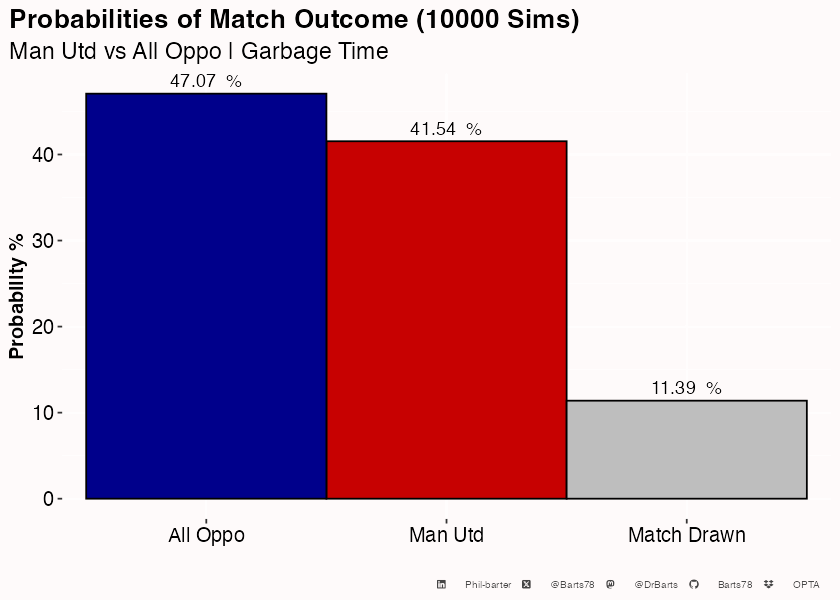 Probabilities of Match Outcome (10000 Sims)
Man Utd vs All Oppo | Garbage Time
47.07 %
41.54 %
11.39 %
Probability %
40
30
20
10
0
All Oppo
Man Utd
Match Drawn
Phil-barter @Barts78 @DrBarts Barts78 OPTA